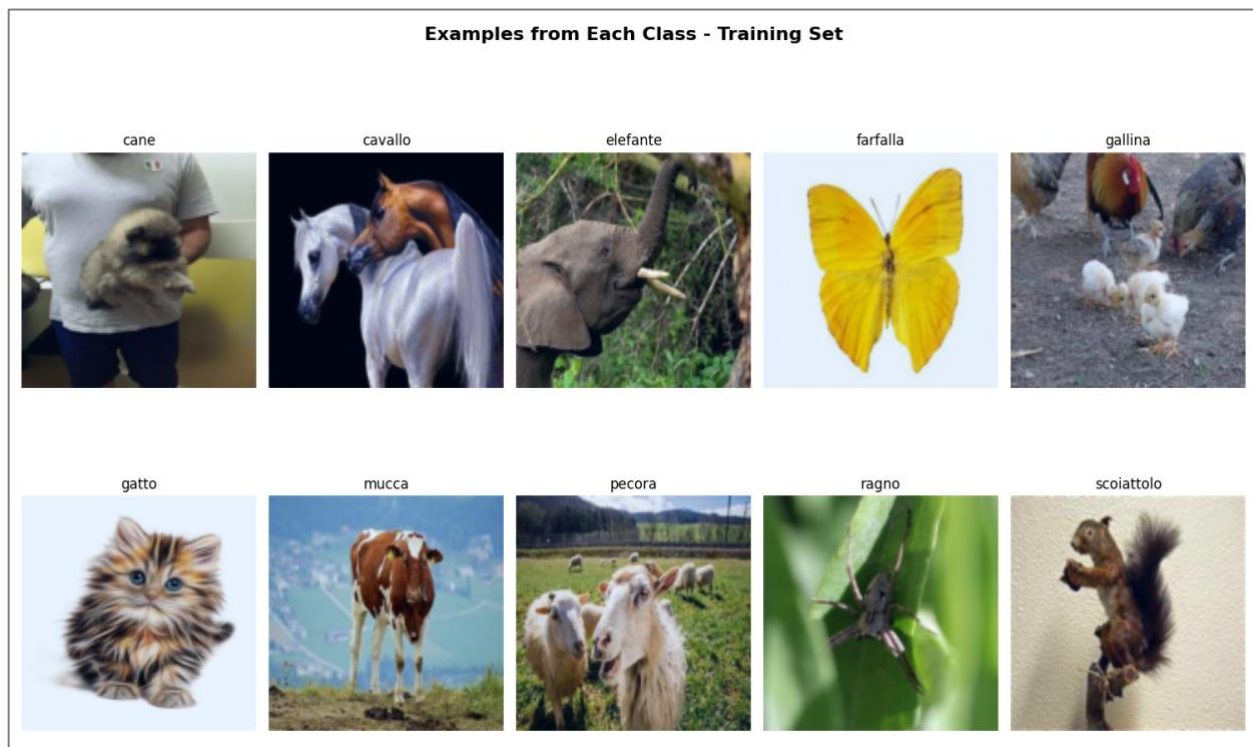 Examples from Each Class - Training Set
cane cavallo elefante farfalla gallina
gatto mucca pecora ragno scoiattolo